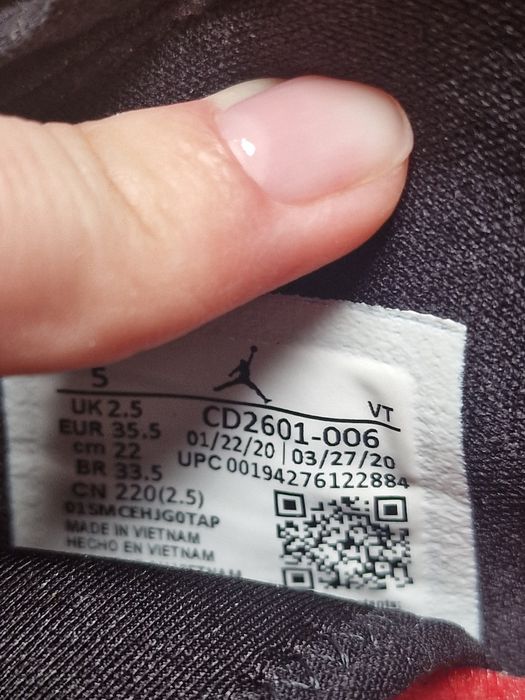 5
UK 2.5
EUR 35.5
cm 22
BR 33.5
CN 220(2.5)
01SMCEHJG0TAP
MADE IN VIETNAM
HECHO EN VIETNAM
VT
CD2601-006
01/22/20 | 03/27/20
UPC 00194276122884